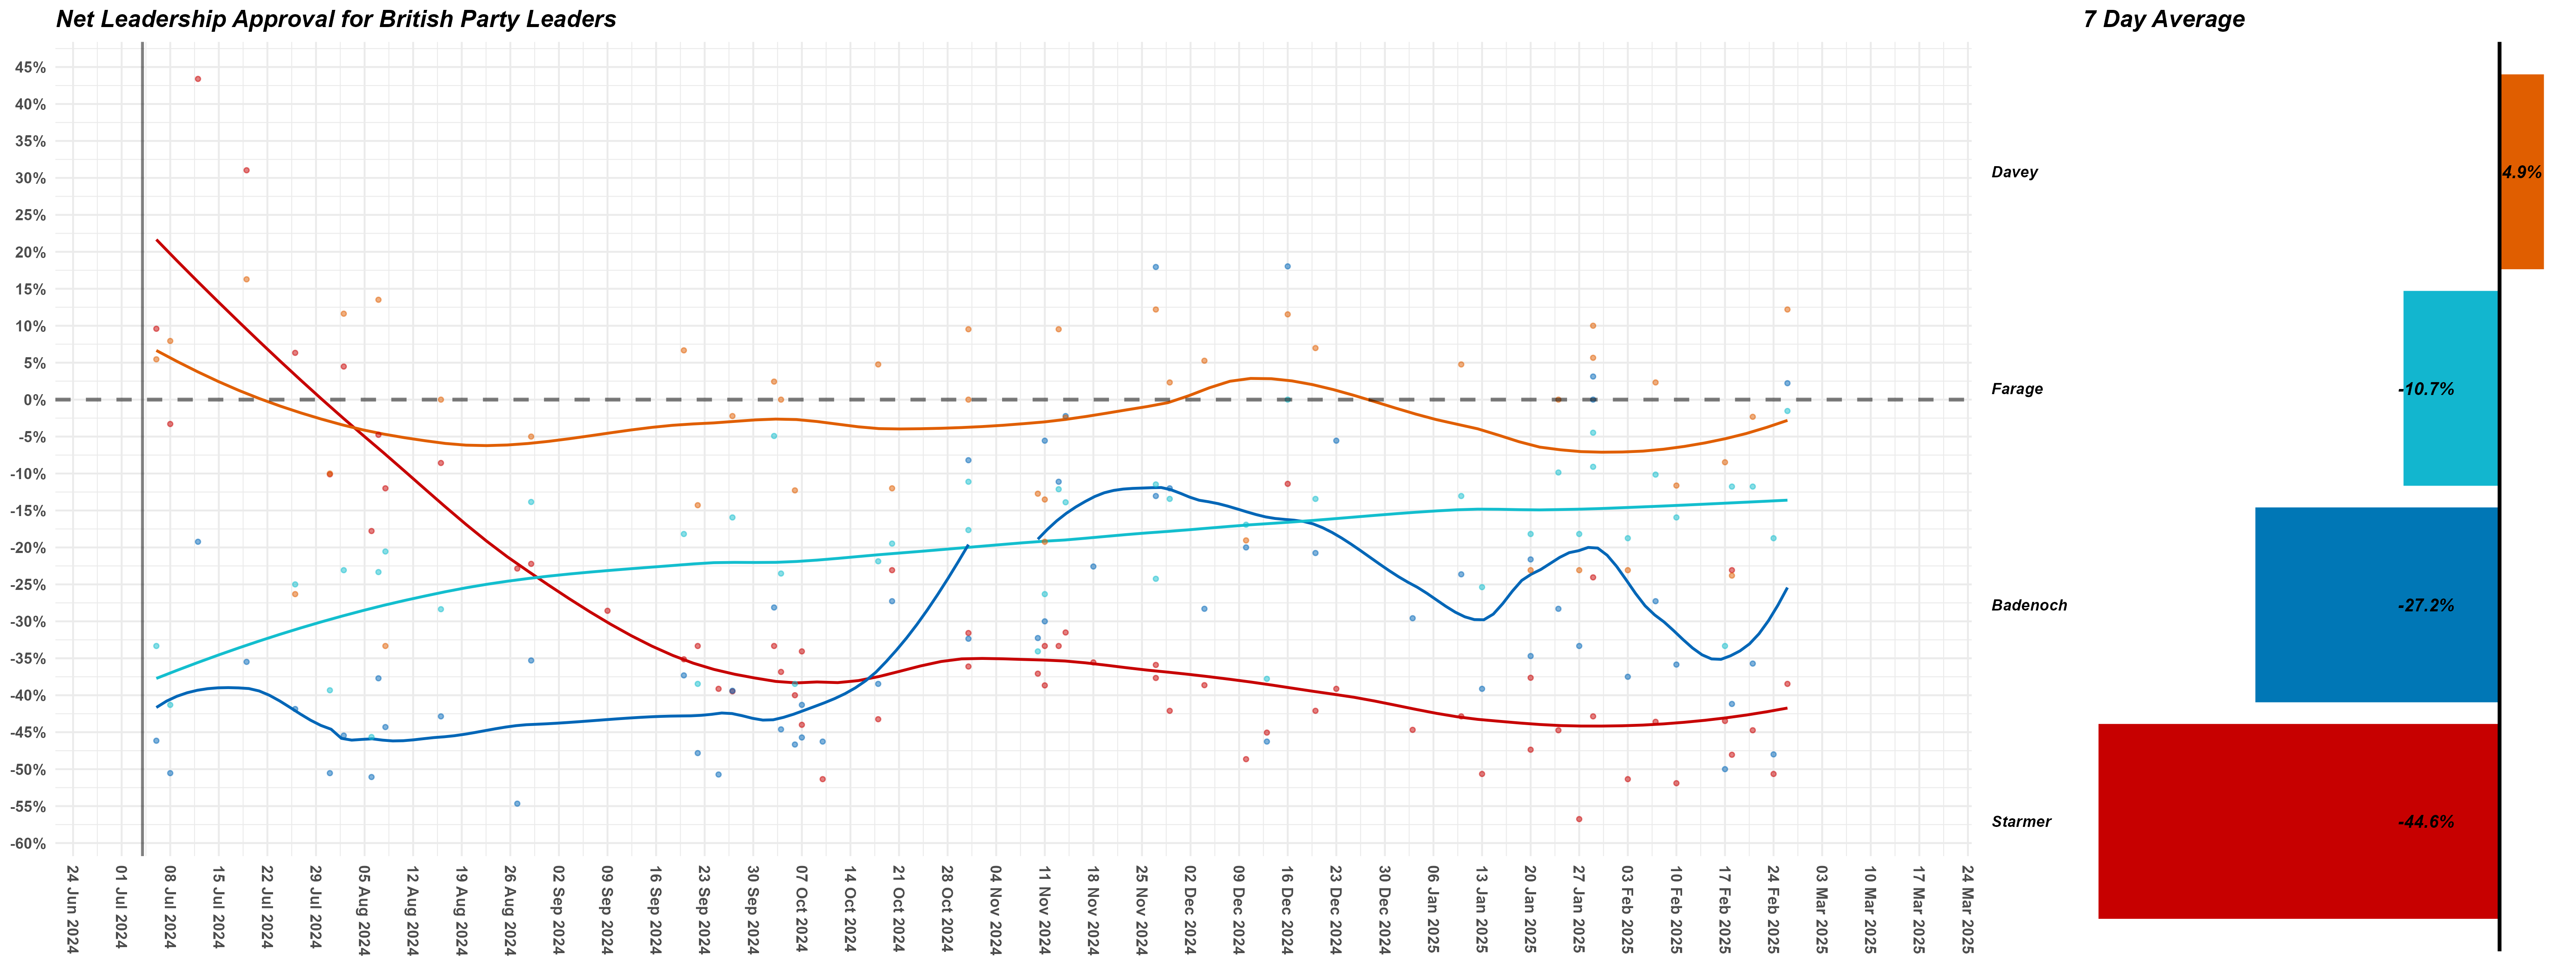 Net Leadership Approval for British Party Leaders
7 Day Average
45%
40%
35%
30%
25%
20%
15%
10%
5%
0%
-5%
-10%
-15%
-20%
-25%
-30%
-35%
-40%
-45%
-50%
-55%
-60%
24 Jun 2024
01 Jul 2024
08 Jul 2024
15 Jul 2024
22 Jul 2024
29 Jul 2024
05 Aug 2024
12 Aug 2024
19 Aug 2024
26 Aug 2024
02 Sep 2024
09 Sep 2024
16 Sep 2024
23 Sep 2024
30 Sep 2024
07 Oct 2024
14 Oct 2024
21 Oct 2024
28 Oct 2024
04 Nov 2024
11 Nov 2024
18 Nov 2024
25 Nov 2024
02 Dec 2024
09 Dec 2024
16 Dec 2024
23 Dec 2024
30 Dec 2024
06 Jan 2025
13 Jan 2025
20 Jan 2025
27 Jan 2025
03 Feb 2025
10 Feb 2025
17 Feb 2025
24 Feb 2025
03 Mar 2025
10 Mar 2025
17 Mar 2025
24 Mar 2025
Davey 4.9%
Farage -10.7%
Badenoch -27.2%
Starmer -44.6%